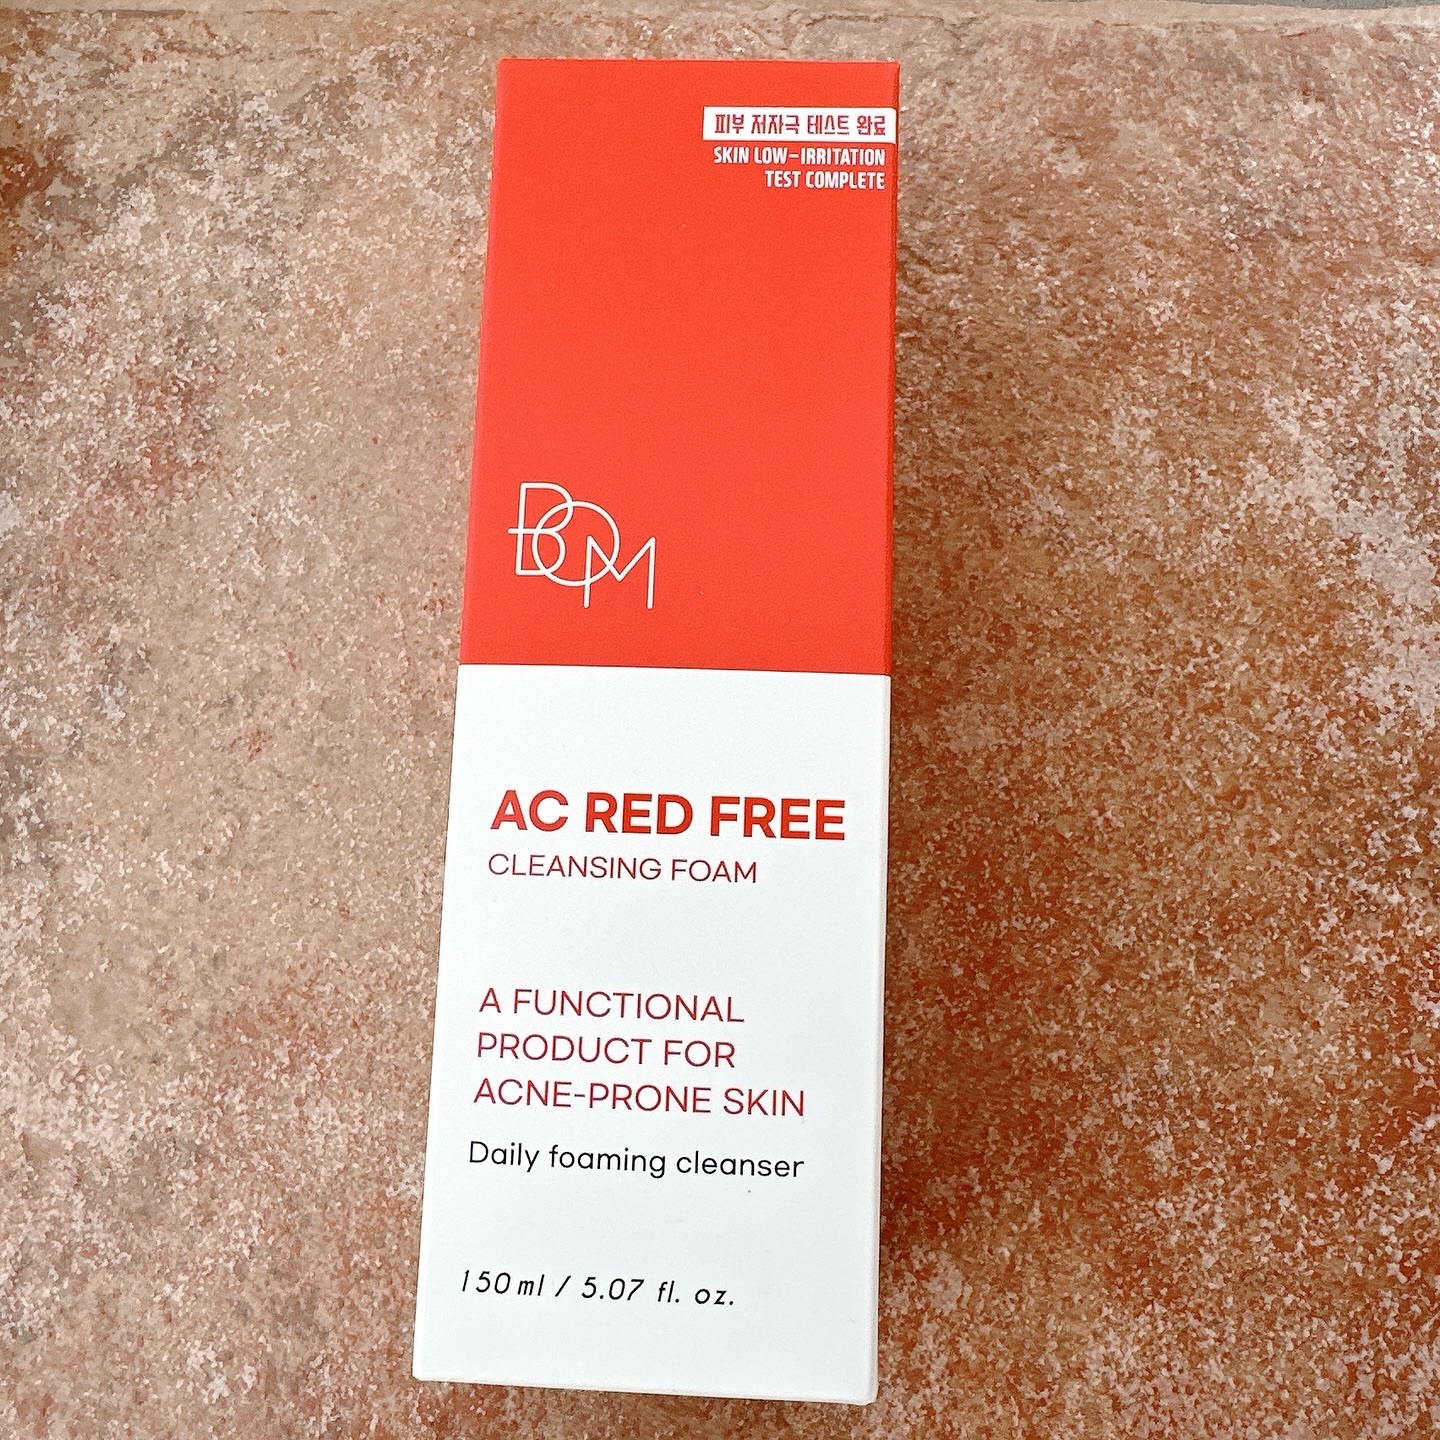 피부 저자극 테스트 완료
SKIN LOW-IRRITATION
TEST COMPLETE
BOM
AC RED FREE
CLEANSING FOAM
A FUNCTIONAL
PRODUCT FOR
ACNE-PRONE SKIN
Daily foaming cleanser
150 ml / 5.07 fl. oz.